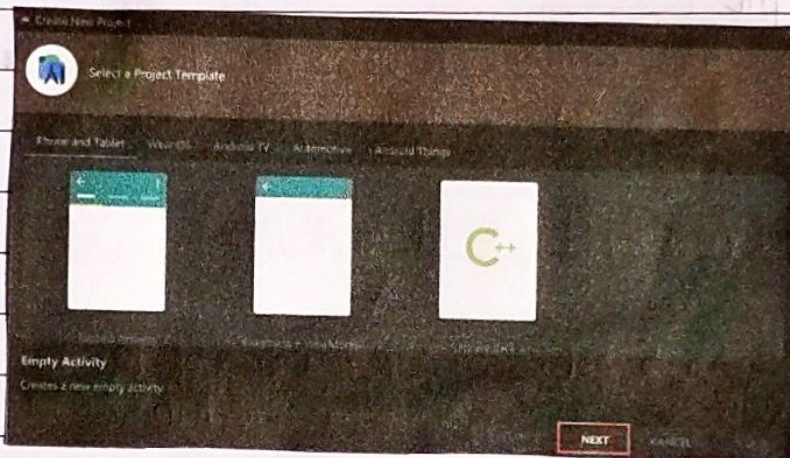 Create New Project
Select a Project Template
Phone and Tablet Wear OS Android TV Automotive Android Things
C++
Empty Activity
Creates a new empty activity
NEXT CANCEL